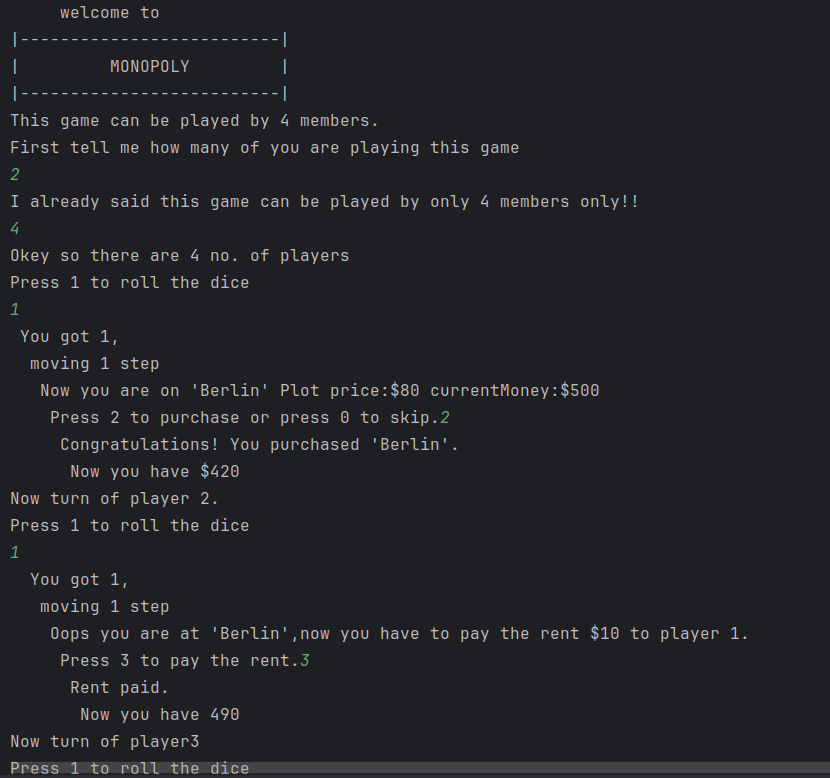 welcome to
|--------------------------|
|         MONOPOLY         |
|--------------------------|
This game can be played by 4 members.
First tell me how many of you are playing this game
2
I already said this game can be played by only 4 members only!!
4
Okey so there are 4 no. of players
Press 1 to roll the dice
1
You got 1,
moving 1 step
Now you are on 'Berlin' Plot price:$80 currentMoney:$500
Press 2 to purchase or press 0 to skip.2
Congratulations! You purchased 'Berlin'.
Now you have $420
Now turn of player 2.
Press 1 to roll the dice
1
You got 1,
moving 1 step
Oops you are at 'Berlin',now you have to pay the rent $10 to player 1.
Press 3 to pay the rent.3
Rent paid.
Now you have 490
Now turn of player3
Press 1 to roll the dice